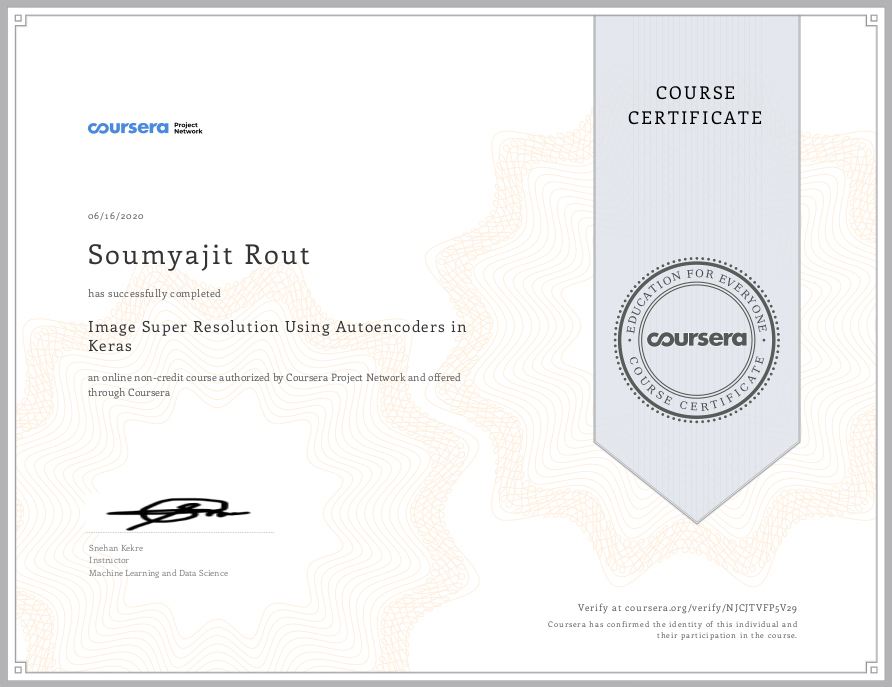 COURSE
CERTIFICATE
coursera Project
Network
06/16/2020
Soumyajit Rout
has successfully completed
Image Super Resolution Using Autoencoders in
Keras
an online non-credit course authorized by Coursera Project Network and offered
through Coursera
EDUCATION FOR EVERYONE
coursera
COURSE CERTIFICATE
Snehan Kekre
Instructor
Machine Learning and Data Science
Verify at coursera.org/verify/NJCJTVFP5V29
Coursera has confirmed the identity of this individual and
their participation in the course.